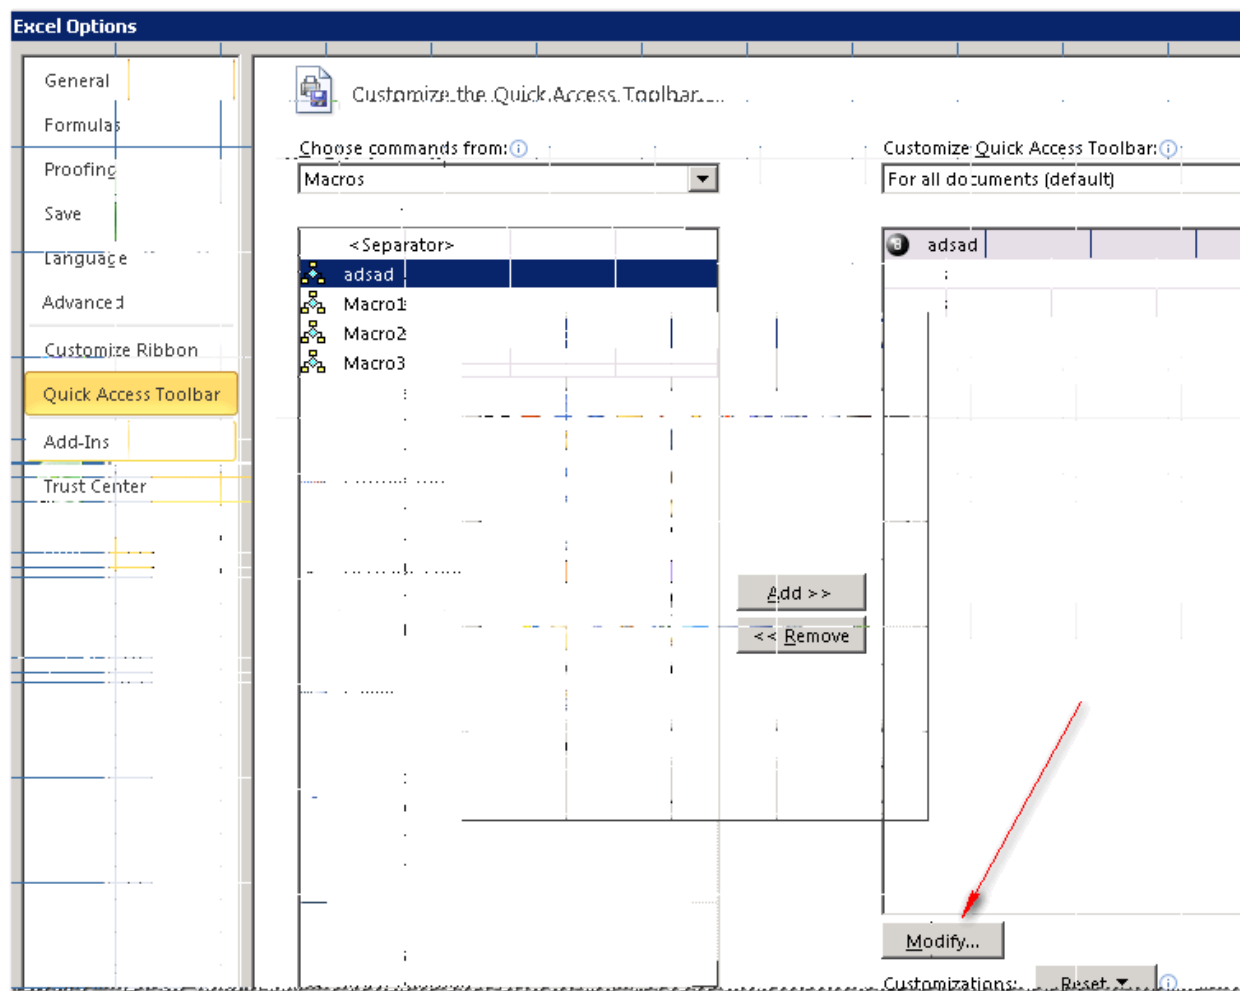 Excel Options
General
Formulas
Proofing
Save
Language
Advanced
Customize Ribbon
Quick Access Toolbar
Add-Ins
Trust Center
Customize the Quick Access Toolbar.
Choose commands from:
Macros
<Separator>
adsad
Macro1
Macro2
Macro3
Add >>
<< Remove
Customize Quick Access Toolbar:
For all documents (default)
adsad
Modify...
Customizations:
Reset